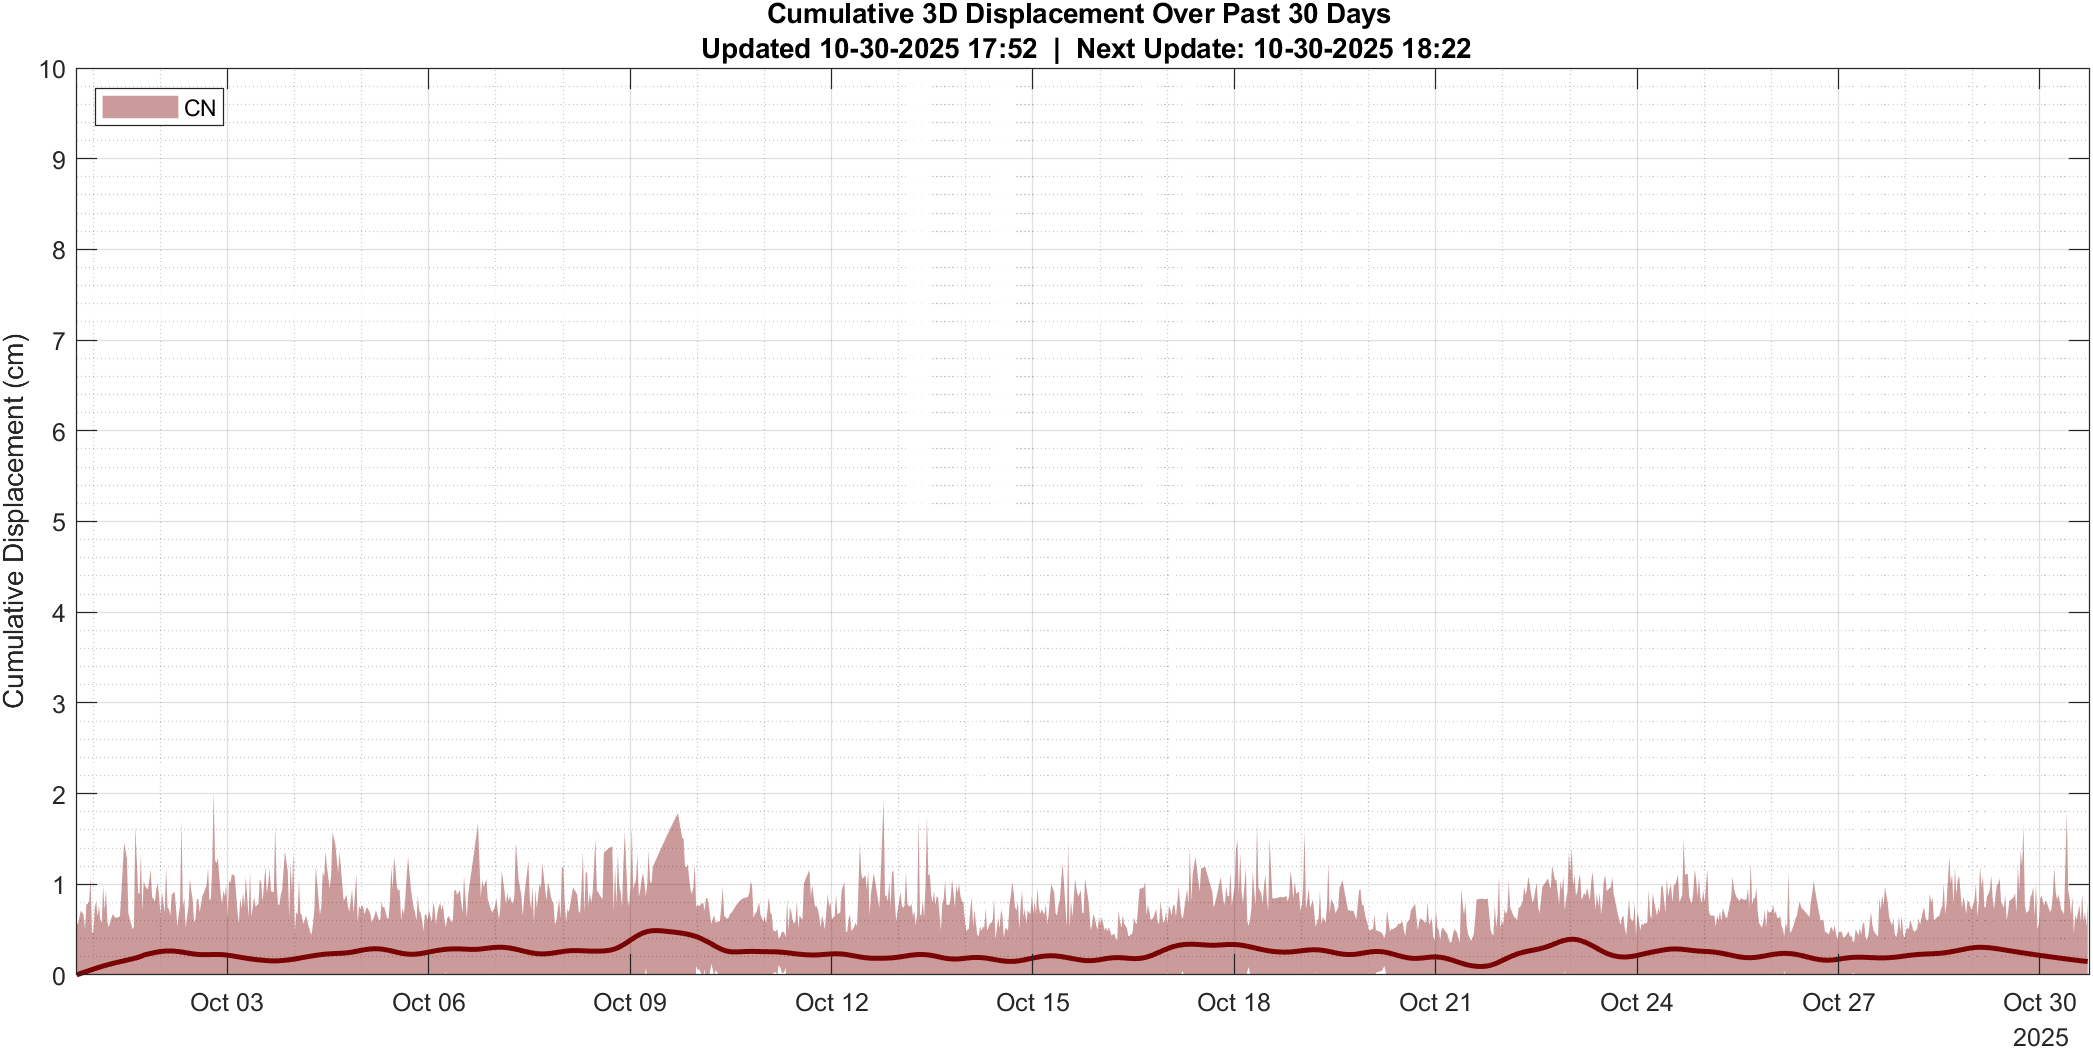 Cumulative 3D Displacement Over Past 30 Days
Updated 10-30-2025 17:52 | Next Update: 10-30-2025 18:22
CN
Cumulative Displacement (cm)
10
9
8
7
6
5
4
3
2
1
0
Oct 03 Oct 06 Oct 09 Oct 12 Oct 15 Oct 18 Oct 21 Oct 24 Oct 27 Oct 30
2025